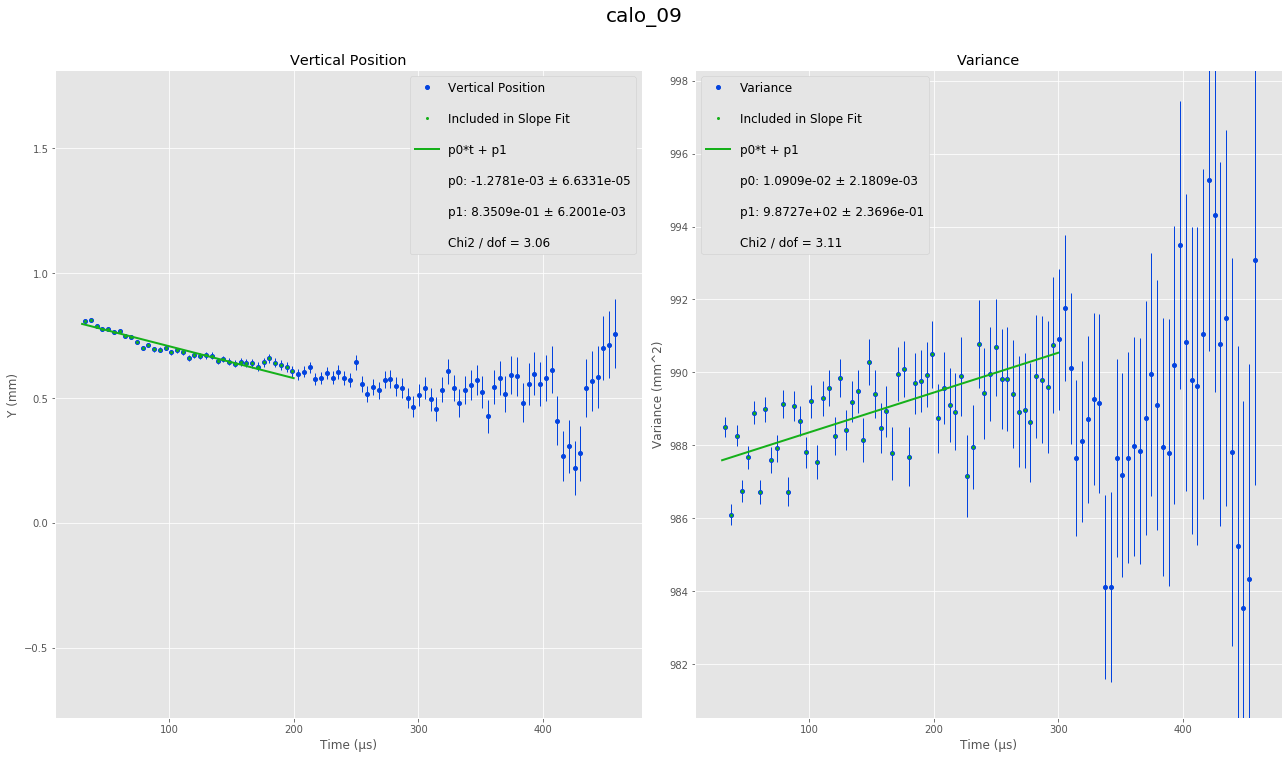 calo_09
Vertical Position
Vertical Position
Included in Slope Fit
p0*t + p1
p0: -1.2781e-03 ± 6.6331e-05
p1: 8.3509e-01 ± 6.2001e-03
Chi2 / dof = 3.06
1.5
1.0
0.5
0.0
−0.5
Y (mm)
100
200
300
400
Time (µs)
Variance
Variance
Included in Slope Fit
p0*t + p1
p0: 1.0909e-02 ± 2.1809e-03
p1: 9.8727e+02 ± 2.3696e-01
Chi2 / dof = 3.11
998
996
994
992
990
988
986
984
982
Variance (mm^2)
100
200
300
400
Time (µs)